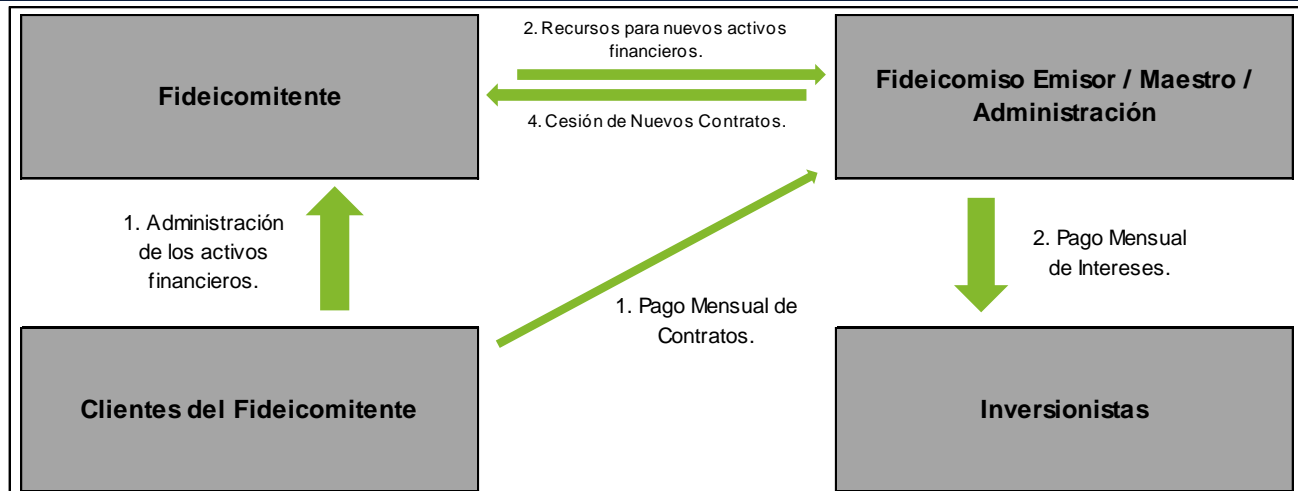 2. Recursos para nuevos activos
financieros.
Fideicomitente
Fideicomiso Emisor / Maestro /
Administración
4. Cesión de Nuevos Contratos.
1. Administración
de los activos
financieros.
2. Pago Mensual
de Intereses.
1. Pago Mensual de
Contratos.
Clientes del Fideicomitente
Inversionistas